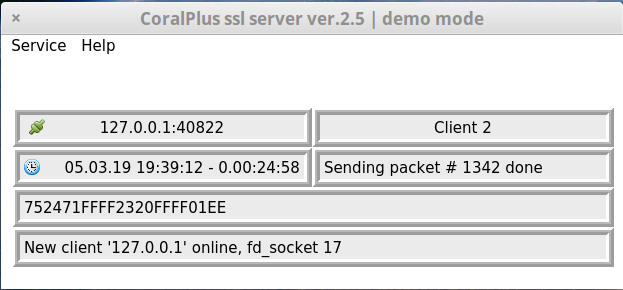 CoralPlus ssl server ver.2.5 | demo mode
Service Help
127.0.0.1:40822 Client 2
05.03.19 19:39:12 - 0.00:24:58 Sending packet # 1342 done
752471FFFF2320FFFF01EE
New client '127.0.0.1' online, fd_socket 17